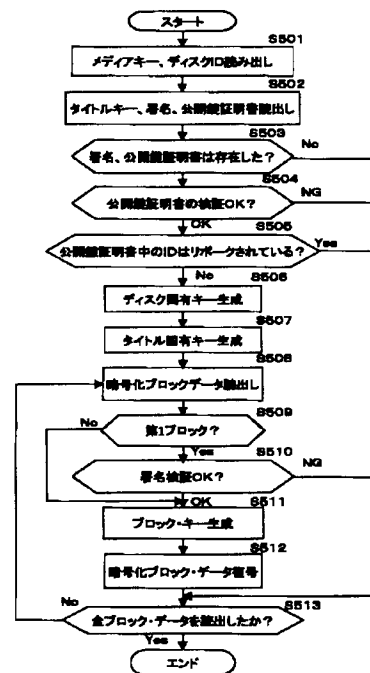 スタート
S501
メディアキー、ディスクID読み出し
S502
タイトルキー、署名、公開鍵証明書読出し
S503
署名、公開鍵証明書は存在した?
No
S504
公開鍵証明書の検証OK?
NG
OK
S505
公開鍵証明書中のIDはリボークされている?
Yes
No
S506
ディスク固有キー生成
S507
タイトル固有キー生成
S508
暗号化ブロックデータ読出し
S509
No
第1ブロック?
Yes
S510
署名検証OK?
NG
OK
S511
ブロック・キー生成
S512
暗号化ブロック・データ復号
S513
No
全ブロック・データを読出したか?
Yes
エンド